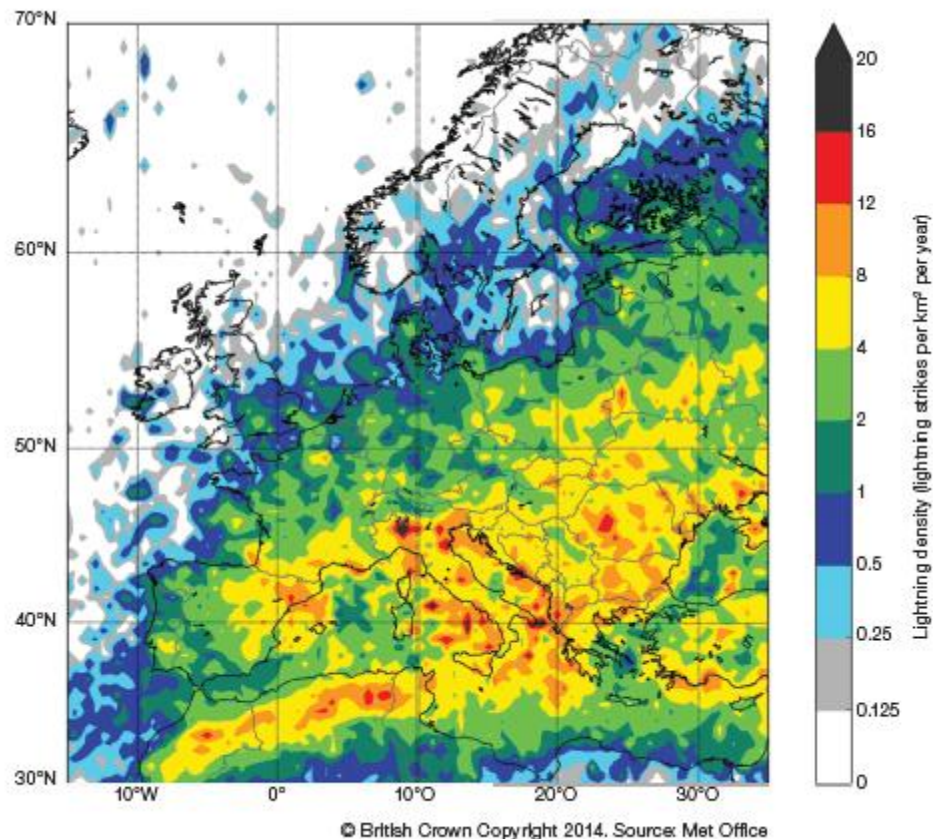 70°N
60°N
50°N
40°N
30°N
10°W
0°
10°O
20°O
30°O
20
16
12
8
4
2
1
0.5
0.25
0.125
0
Lightning density (lightning strikes per km² per year)
© British Crown Copyright 2014. Source: Met Office